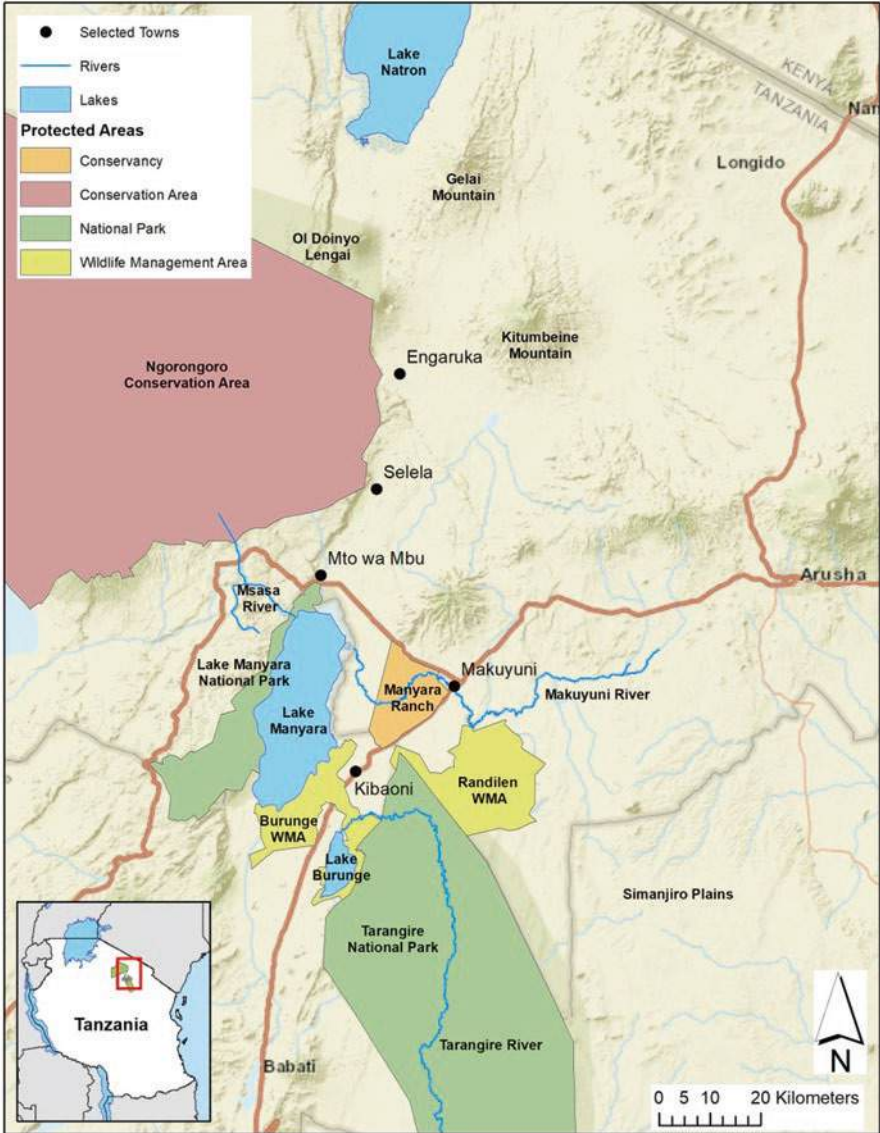 Selected Towns
Rivers
Lakes
Protected Areas
Conservancy
Conservation Area
National Park
Wildlife Management Area
Lake
Natron
KENYA
TANZANIA
Nam
Longido
Gelai
Mountain
Ol Doinyo
Lengai
Kitumbeine
Mountain
Engaruka
Ngorongoro
Conservation Area
Selela
Mto wa Mbu
Arusha
Msasa
River
Lake Manyara
National Park
Makuyuni
Manyara
Ranch
Makuyuni River
Lake
Manyara
Kibaoni
Randilen
WMA
Burunge
WMA
Lake
Burunge
Simanjiro Plains
Tarangire
National Park
Tanzania
Tarangire River
Babati
N
0 5 10 20 Kilometers